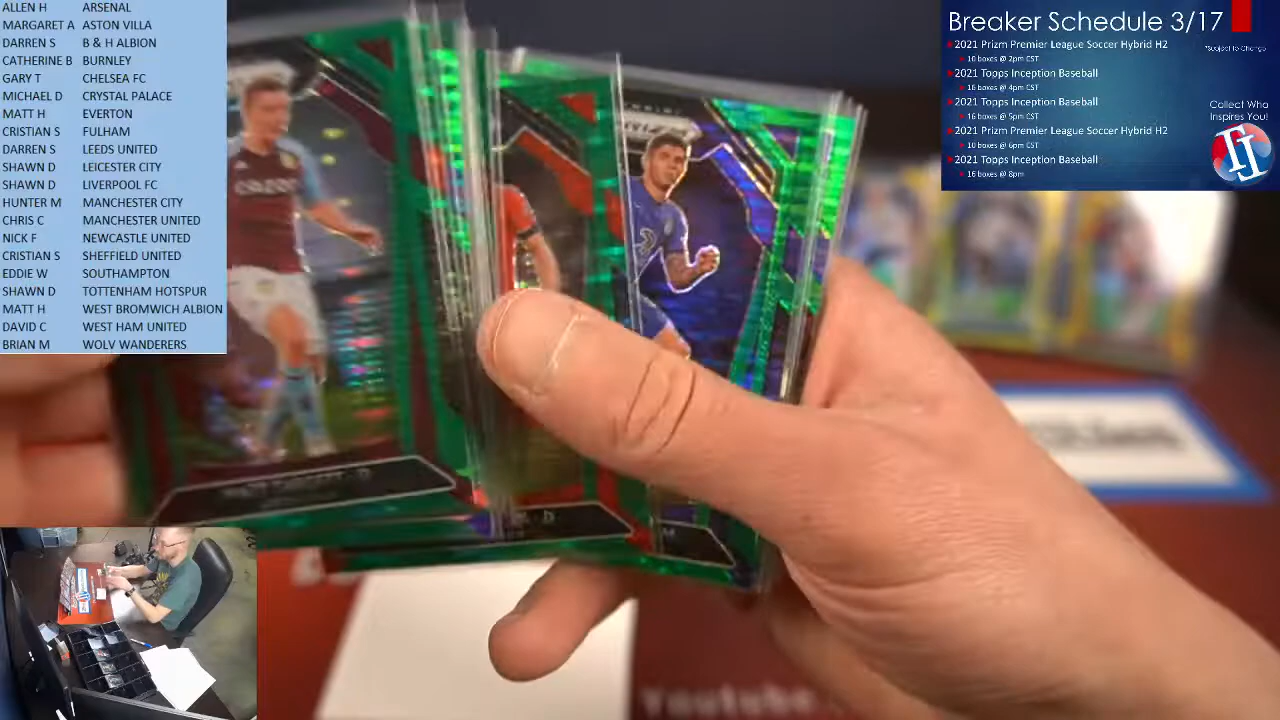 ALLEN H ARSENAL
MARGARET A ASTON VILLA
DARREN S B & H ALBION
CATHERINE B BURNLEY
GARY T CHELSEA FC
MICHAEL D CRYSTAL PALACE
MATT H EVERTON
CRISTIAN S FULHAM
DARREN S LEEDS UNITED
SHAWN D LEICESTER CITY
SHAWN D LIVERPOOL FC
HUNTER M MANCHESTER CITY
CHRIS C MANCHESTER UNITED
NICK F NEWCASTLE UNITED
CRISTIAN S SHEFFIELD UNITED
EDDIE W SOUTHAMPTON
SHAWN D TOTTENHAM HOTSPUR
MATT H WEST BROMWICH ALBION
DAVID C WEST HAM UNITED
BRIAN M WOLV WANDERERS
Breaker Schedule 3/17
2021 Prizm Premier League Soccer Hybrid H2
*Subject to Change
10 boxes @ 2pm CST
2021 Topps Inception Baseball
16 boxes @ 4pm CST
2021 Topps Inception Baseball
16 boxes @ 5pm CST
2021 Prizm Premier League Soccer Hybrid H2
10 boxes @ 6pm CST
2021 Topps Inception Baseball
16 boxes @ 8pm
Collect Who
Inspires You!
Youtube.